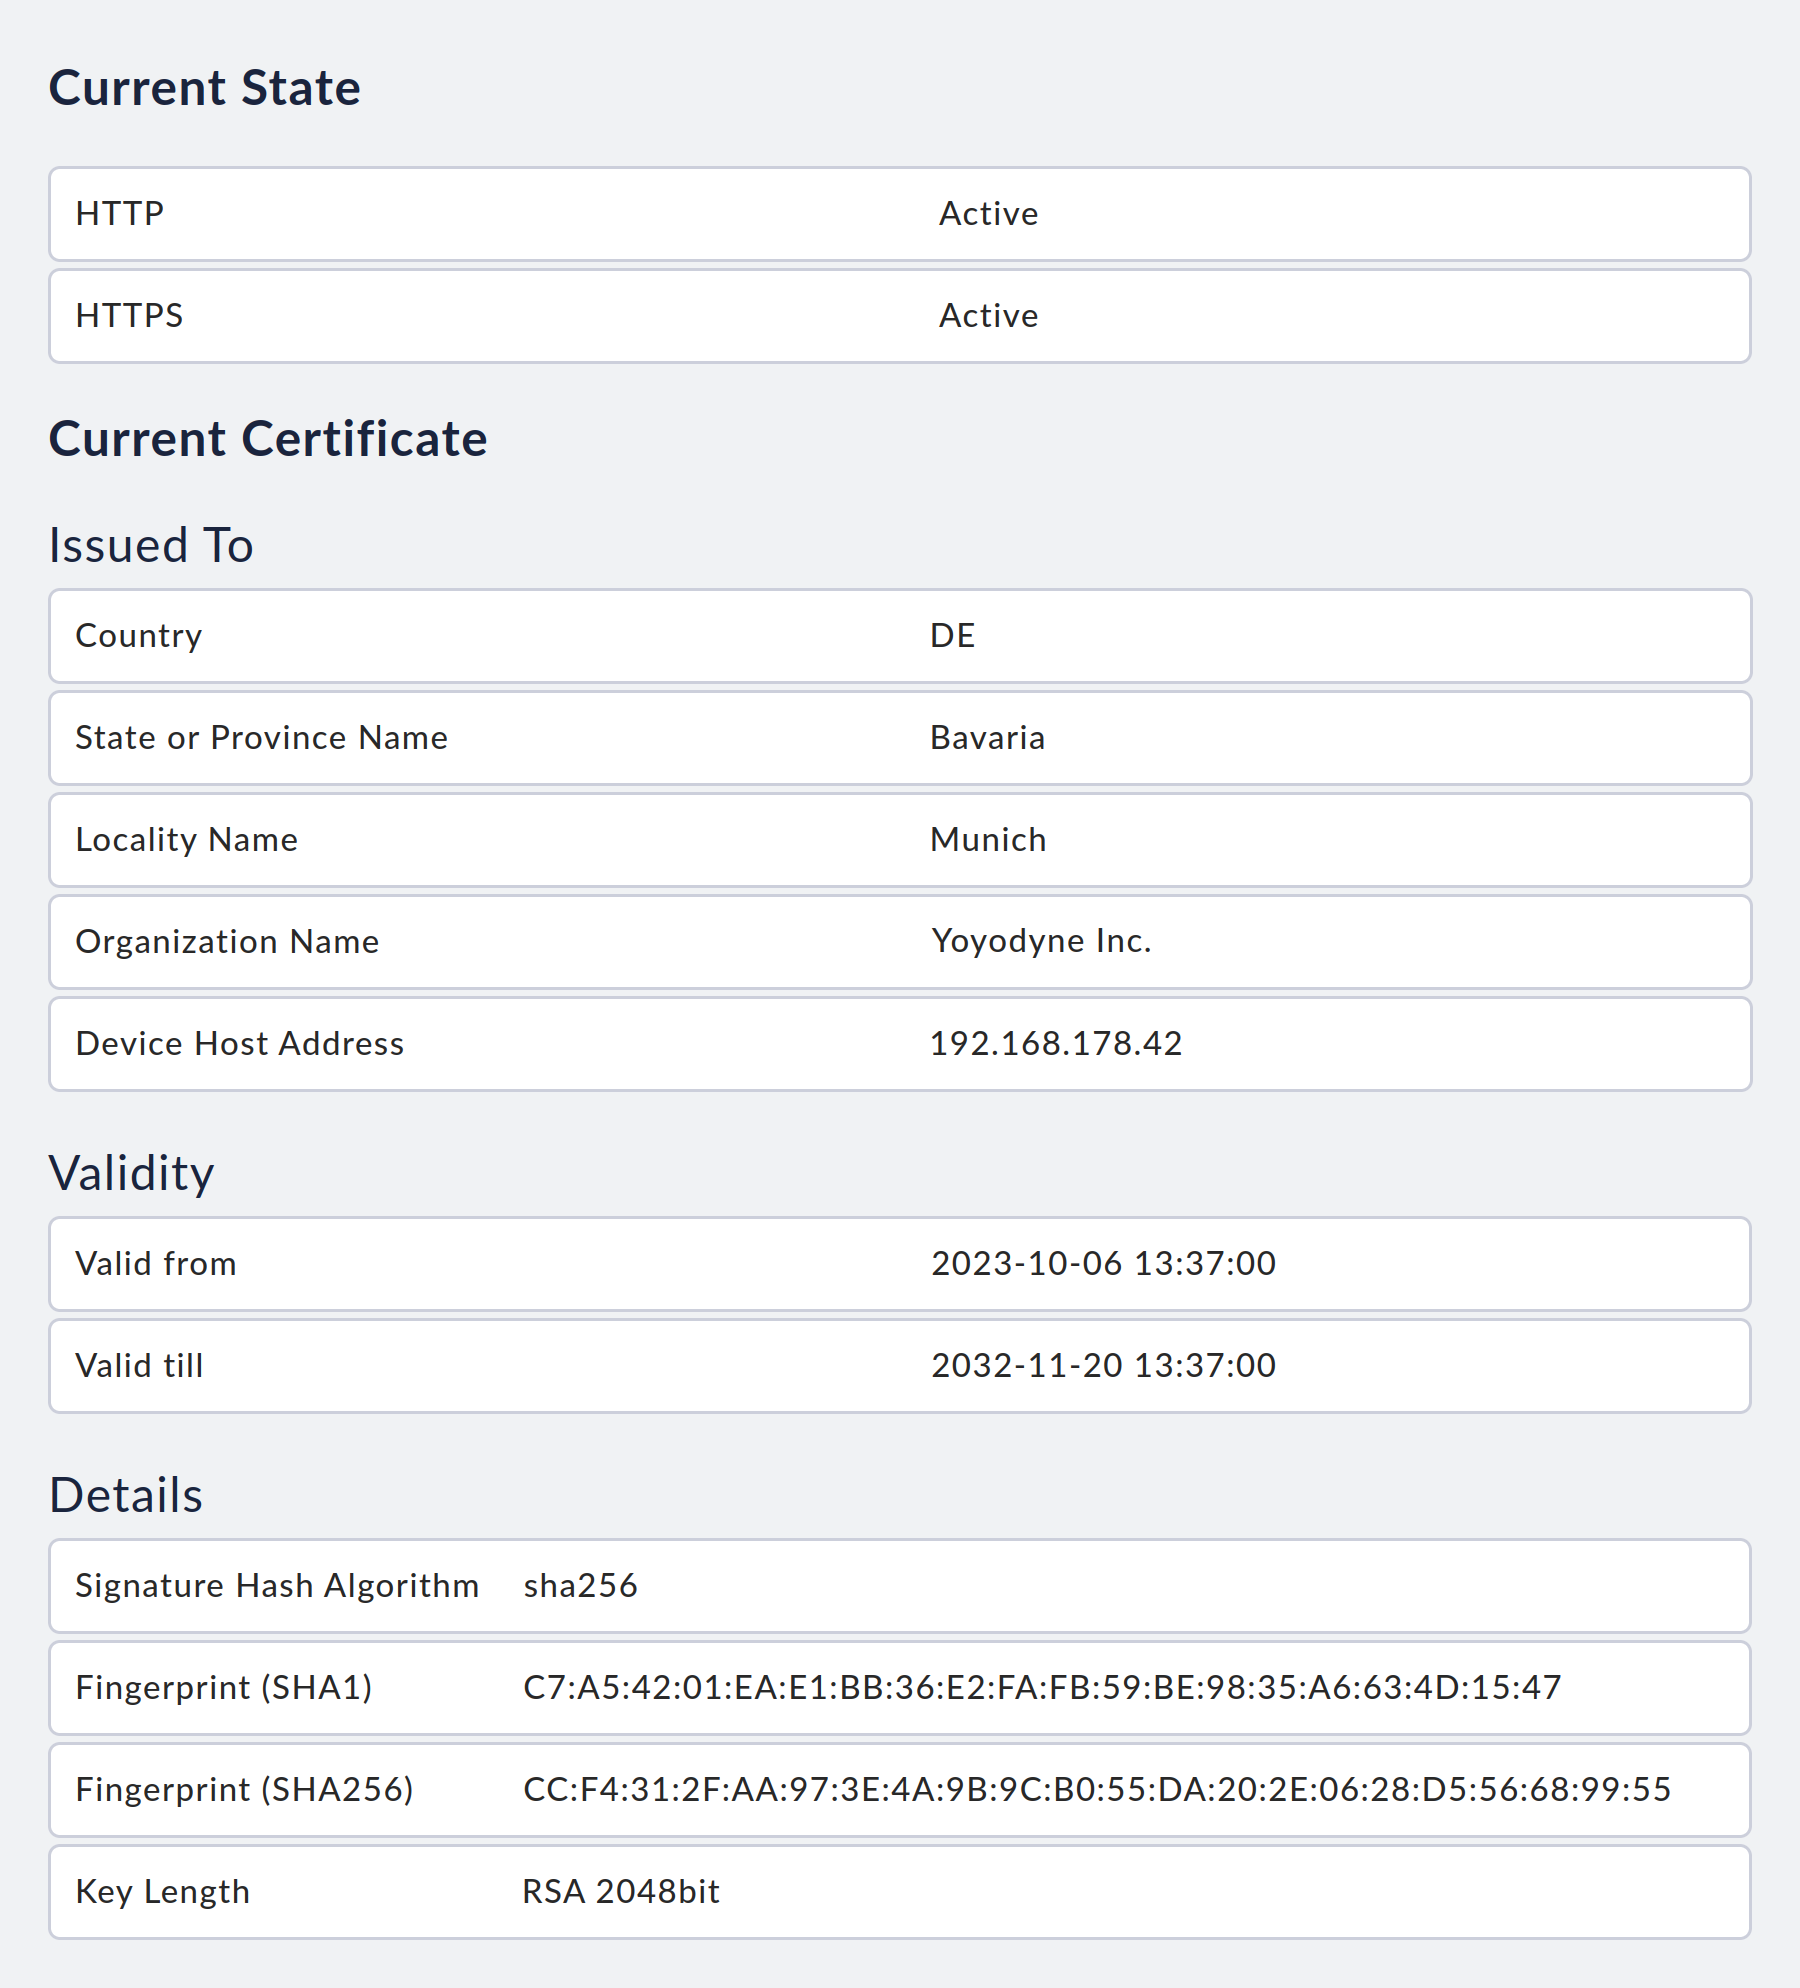 Current State
HTTP Active
HTTPS Active
Current Certificate
Issued To
Country DE
State or Province Name Bavaria
Locality Name Munich
Organization Name Yoyodyne Inc.
Device Host Address 192.168.178.42
Validity
Valid from 2023-10-06 13:37:00
Valid till 2032-11-20 13:37:00
Details
Signature Hash Algorithm sha256
Fingerprint (SHA1) C7:A5:42:01:EA:E1:BB:36:E2:FA:FB:59:BE:98:35:A6:63:4D:15:47
Fingerprint (SHA256) CC:F4:31:2F:AA:97:3E:4A:9B:9C:B0:55:DA:20:2E:06:28:D5:56:68:99:55
Key Length RSA 2048bit